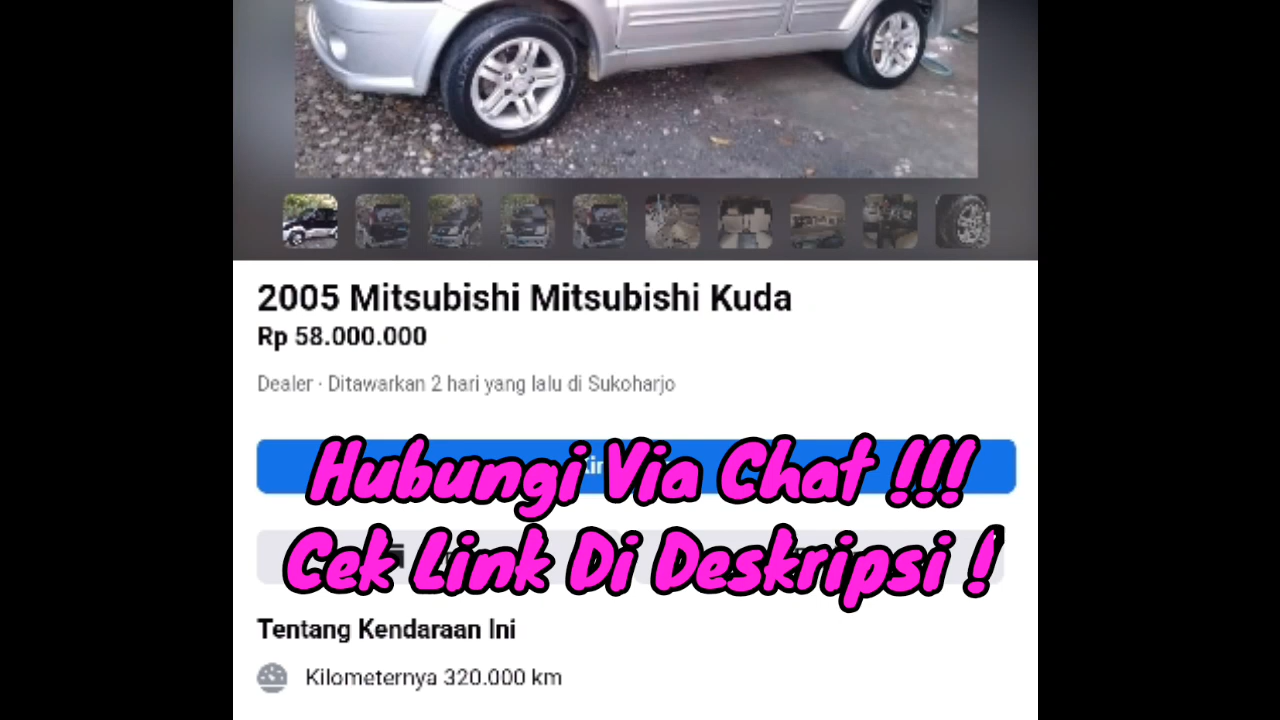 2005 Mitsubishi Mitsubishi Kuda
Rp 58.000.000
Dealer · Ditawarkan 2 hari yang lalu di Sukoharjo
Hubungi Via Chat !!!
Cek Link Di Deskripsi !
Tentang Kendaraan Ini
Kilometernya 320.000 km